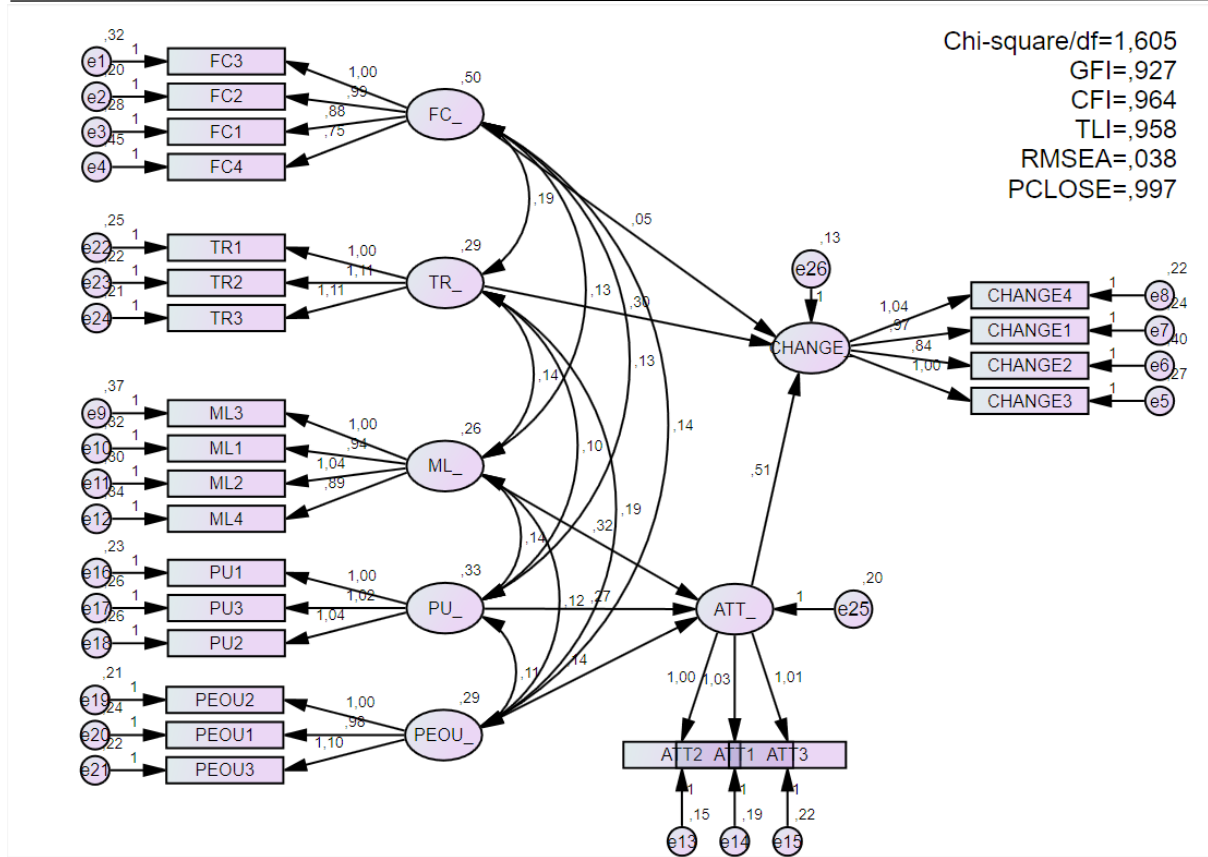 Chi-square/df=1,605
GFI=,927
CFI=,964
TLI=,958
RMSEA=,038
PCLOSE=,997
,32
e1 1 FC3 1,00
,20
e2 1 FC2 ,99
,28
e3 1 FC1 ,88
,45
e4 1 FC4 ,75
,50
FC_
,25
e22 1 TR1 1,00
,22
e23 1 TR2 1,11
,21
e24 1 TR3 1,11
,29
TR_
,37
e9 1 ML3 1,00
,32
e10 1 ML1 ,94
,30
e11 1 ML2 1,04
,34
e12 1 ML4 ,89
,26
ML_
,23
e16 1 PU1 1,00
,26
e17 1 PU3 1,02
,26
e18 1 PU2 1,04
,33
PU_
,21
e19 1 PEOU2 1,00
,24
e20 1 PEOU1 ,98
,22
e21 1 PEOU3 1,10
,29
PEOU_
,19
,13
,30
,13
,14
,14
,10
,19
,14
,32
,12
,27
,11
,14
,05
,51
,13
e26
1
CHANGE_
1,04 CHANGE4 1 e8 ,22
,97 CHANGE1 1 e7 ,24
,84 CHANGE2 1 e6 ,40
1,00 CHANGE3 1 e5 ,27
ATT_
1
e25
,20
1,00 1,03 1,01
ATT2 ATT1 ATT3
1 1 1
,15 ,19 ,22
e13 e14 e15